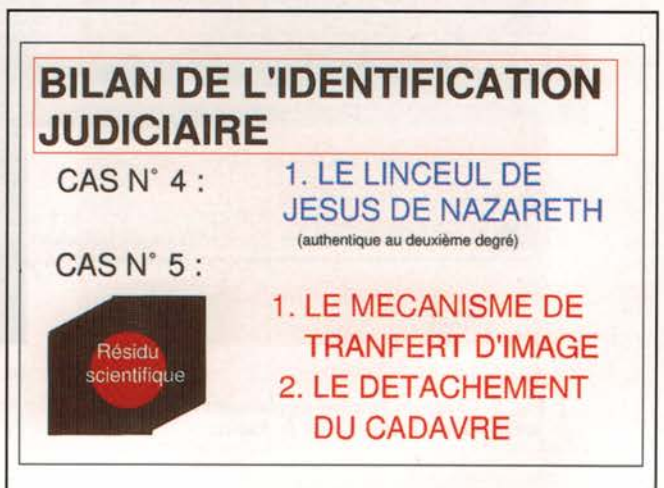 BILAN DE L'IDENTIFICATION
JUDICIAIRE
CAS N° 4 :
1. LE LINCEUL DE
JESUS DE NAZARETH
(authentique au deuxième degré)
CAS N° 5 :
Résidu
scientifique
1. LE MECANISME DE
TRANFERT D'IMAGE
2. LE DETACHEMENT
DU CADAVRE